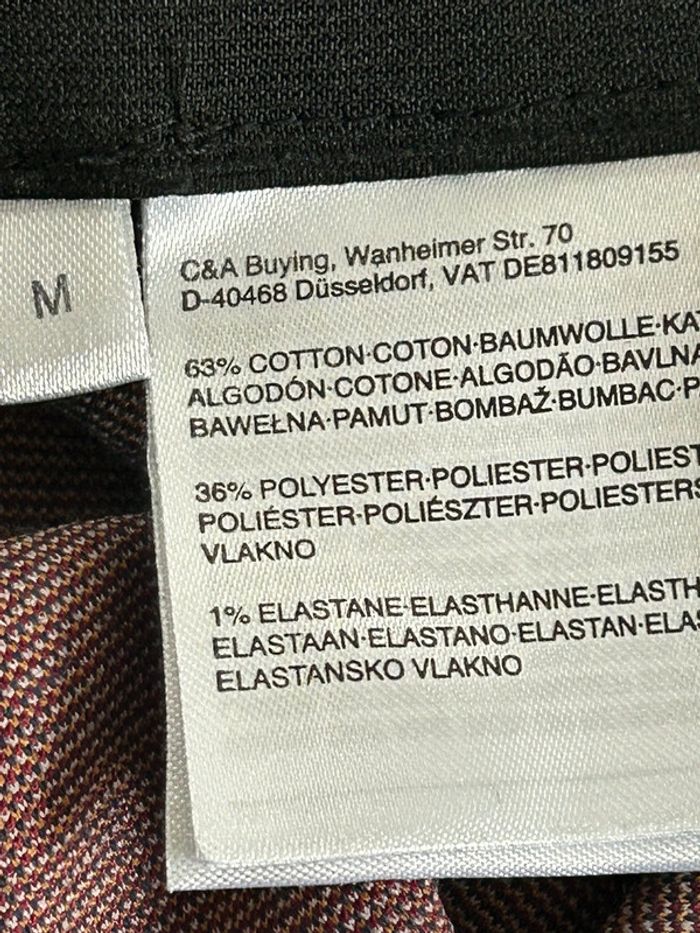 M
C&A Buying, Wanheimer Str. 70
D-40468 Düsseldorf, VAT DE811809155
63% COTTON·COTON·BAUMWOLLE·KA
ALGODÓN·COTONE·ALGODÃO·BAVLNA
BAWEŁNA·PAMUT·BOMBAŽ·BUMBAC·P
36% POLYESTER·POLIESTER·POLIEST
POLIÉSTER·POLIÉSZTER·POLIESTERS
VLAKNO
1% ELASTANE·ELASTHANNE·ELASTH
ELASTAAN·ELASTANO·ELASTAN·ELAS
ELASTANSKO VLAKNO